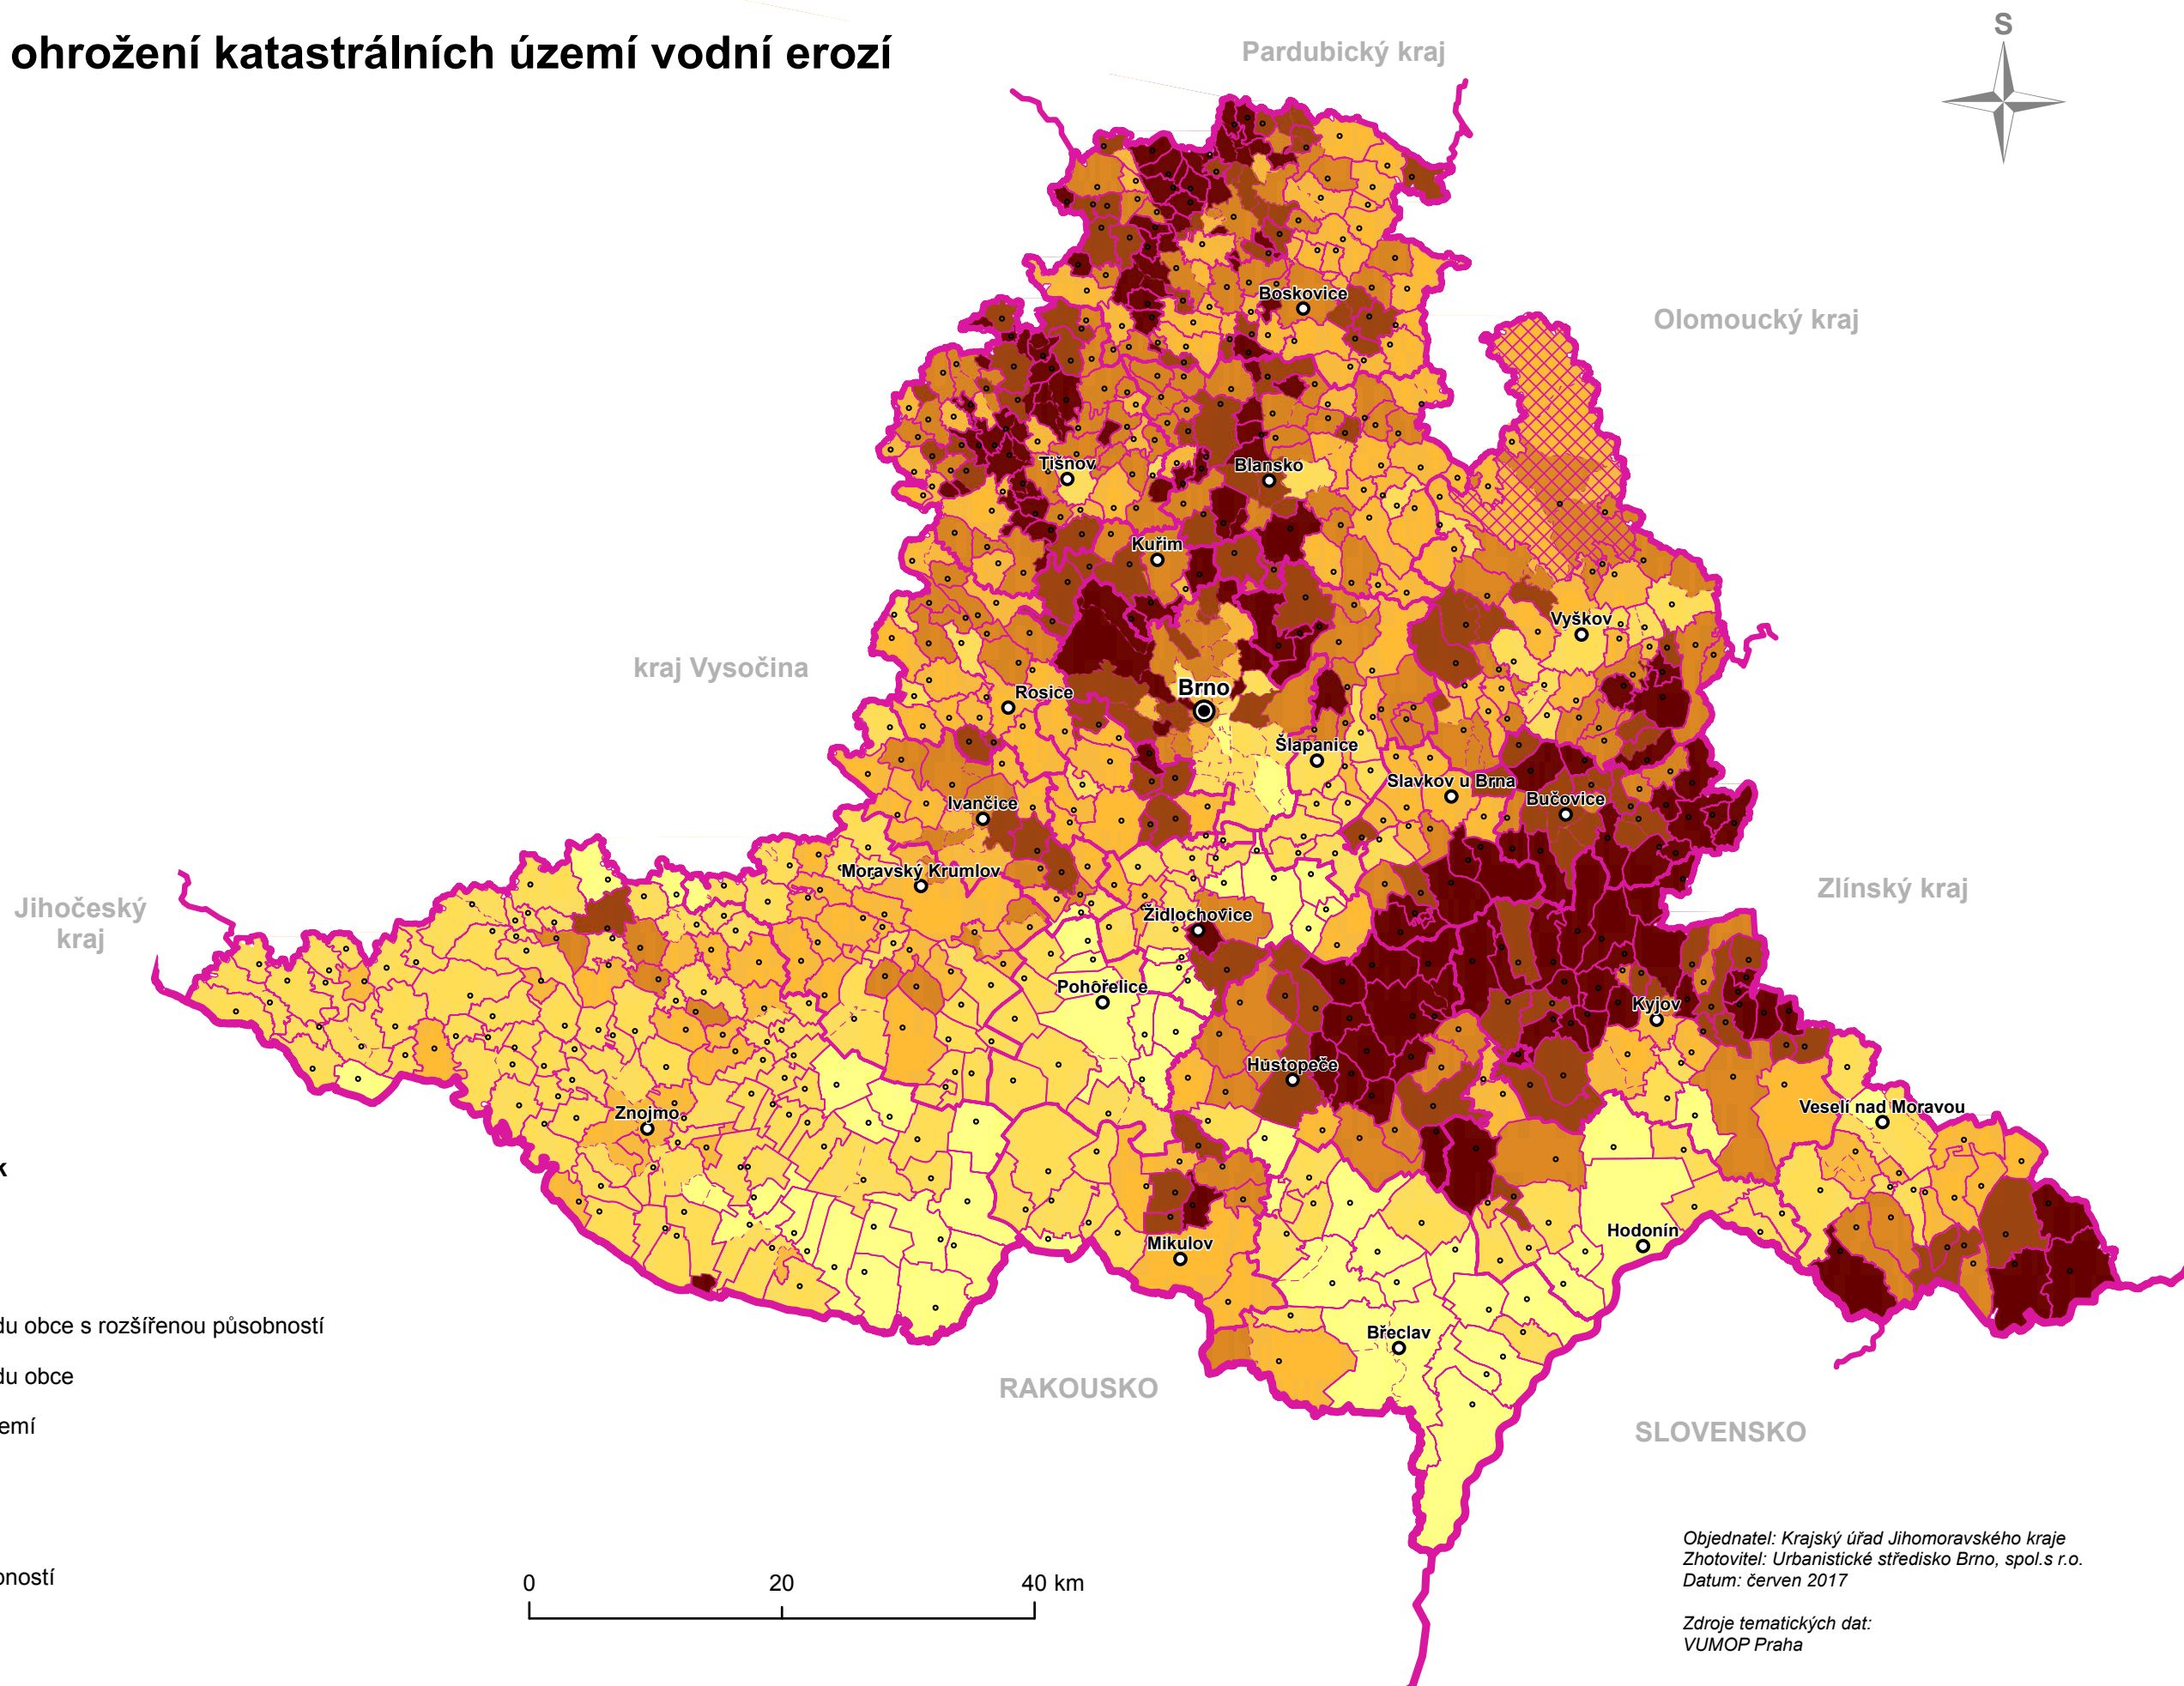 ohrožení katastrálních území vodní erozí
S
Pardubický kraj
Olomoucký kraj
Boskovice
Tišnov
Blansko
Kuřim
Vyškov
kraj Vysočina
Rosice
Brno
Šlapanice
Slavkov u Brna
Bučovice
Ivančice
Moravský Krumlov
Zlínský kraj
Jihočeský
kraj
Židlochovice
Pohořelice
Kyjov
Hustopeče
Znojmo
Veselí nad Moravou
k
Mikulov
Hodonín
du obce s rozšířenou působností
Břeclav
du obce
RAKOUSKO
emí
SLOVENSKO
oností
0 20 40 km
Objednatel: Krajský úřad Jihomoravského kraje
Zhotovitel: Urbanistické středisko Brno, spol.s r.o.
Datum: červen 2017
Zdroje tematických dat:
VUMOP Praha